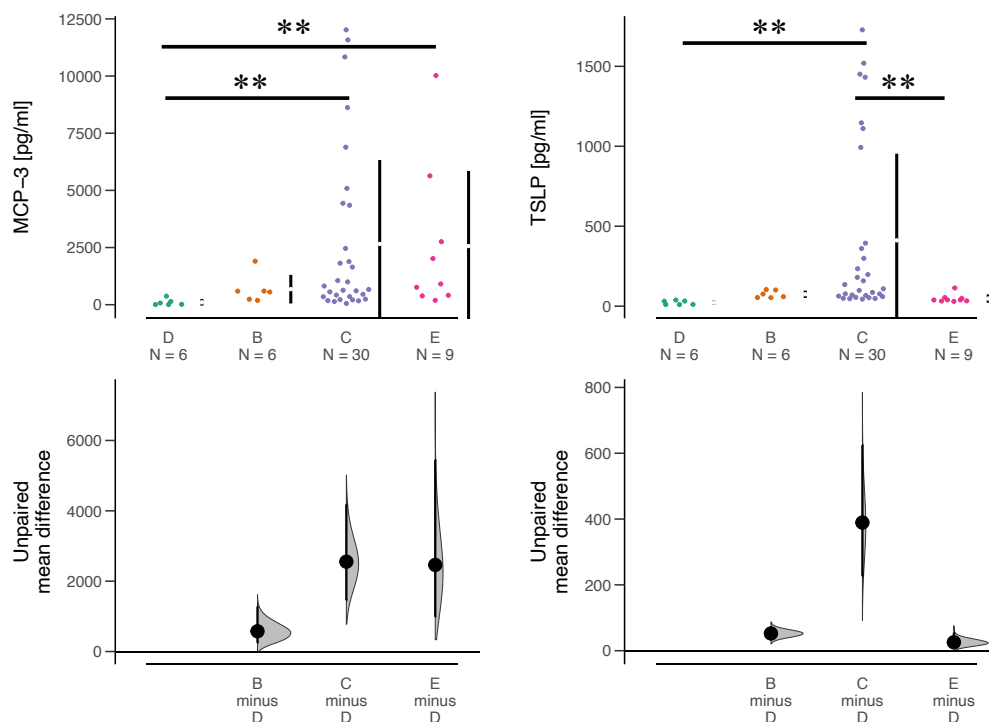 MCP−3 [pg/ml]
12500
10000
7500
5000
2500
0
**
**
D
N = 6
B
N = 6
C
N = 30
E
N = 9
TSLP [pg/ml]
1500
1000
500
0
**
**
D
N = 6
B
N = 6
C
N = 30
E
N = 9
Unpaired
mean difference
6000
4000
2000
0
B
minus
D
C
minus
D
E
minus
D
Unpaired
mean difference
800
600
400
200
0
B
minus
D
C
minus
D
E
minus
D